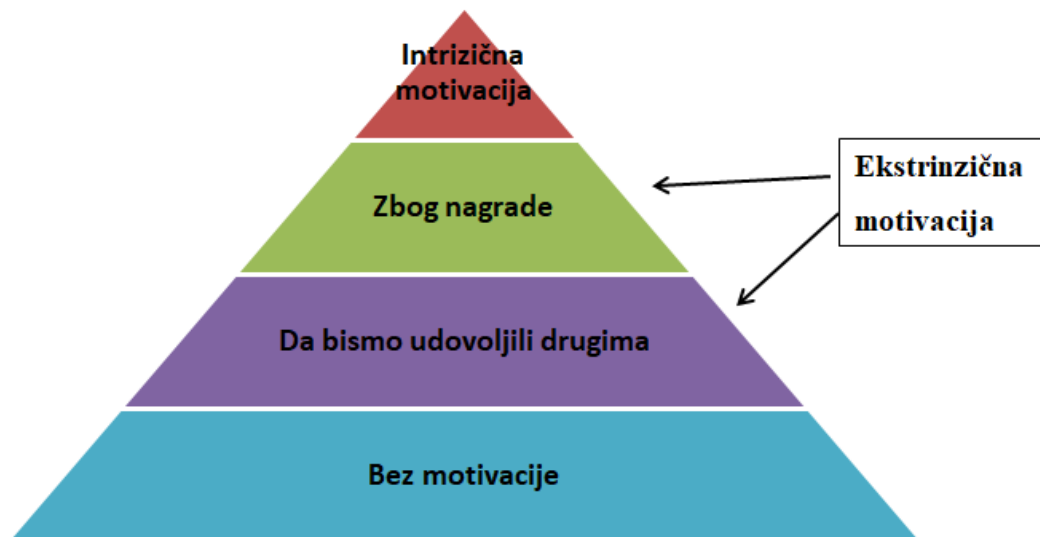 Intrizična
motivacija
Zbog nagrade
Ekstrinzična
motivacija
Da bismo udovoljili drugima
Bez motivacije